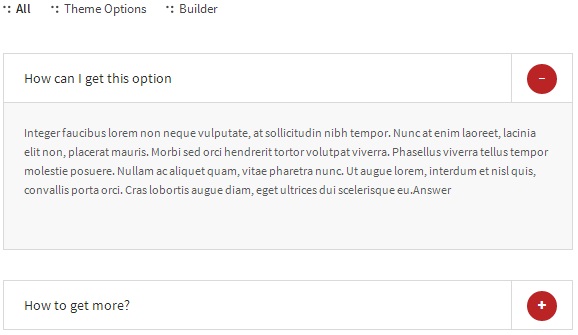 All Theme Options Builder
How can I get this option
Integer faucibus lorem non neque vulputate, at sollicitudin nibh tempor. Nunc at enim laoreet, lacinia
elit non, placerat mauris. Morbi sed orci hendrerit tortor volutpat viverra. Phasellus viverra tellus tempor
molestie posuere. Nullam ac aliquet quam, vitae pharetra nunc. Ut augue lorem, interdum et nisl quis,
convallis porta orci. Cras lobortis augue diam, eget ultrices dui scelerisque eu.Answer
How to get more?